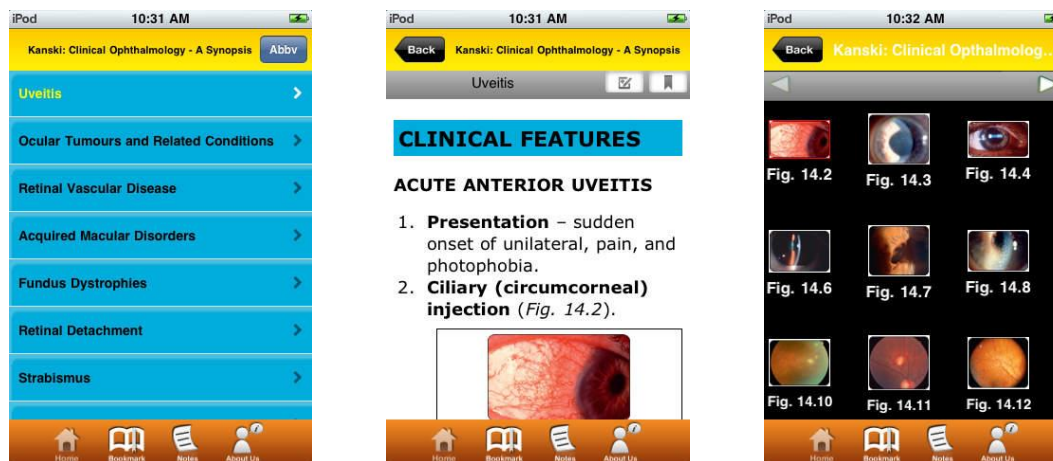 iPod 10:31 AM
Kanski: Clinical Ophthalmology - A Synopsis Abbv
Uveitis
Ocular Tumours and Related Conditions
Retinal Vascular Disease
Acquired Macular Disorders
Fundus Dystrophies
Retinal Detachment
Strabismus
Home Bookmark Notes About Us
iPod 10:31 AM
Back Kanski: Clinical Ophthalmology - A Synopsis
Uveitis
CLINICAL FEATURES
ACUTE ANTERIOR UVEITIS
1. Presentation – sudden
onset of unilateral, pain, and
photophobia.
2. Ciliary (circumcorneal)
injection (Fig. 14.2).
Home Bookmark Notes About Us
iPod 10:32 AM
Back Kanski: Clinical Opthalmolog...
Fig. 14.2 Fig. 14.3 Fig. 14.4
Fig. 14.6 Fig. 14.7 Fig. 14.8
Fig. 14.10 Fig. 14.11 Fig. 14.12
Home Bookmark Notes About Us